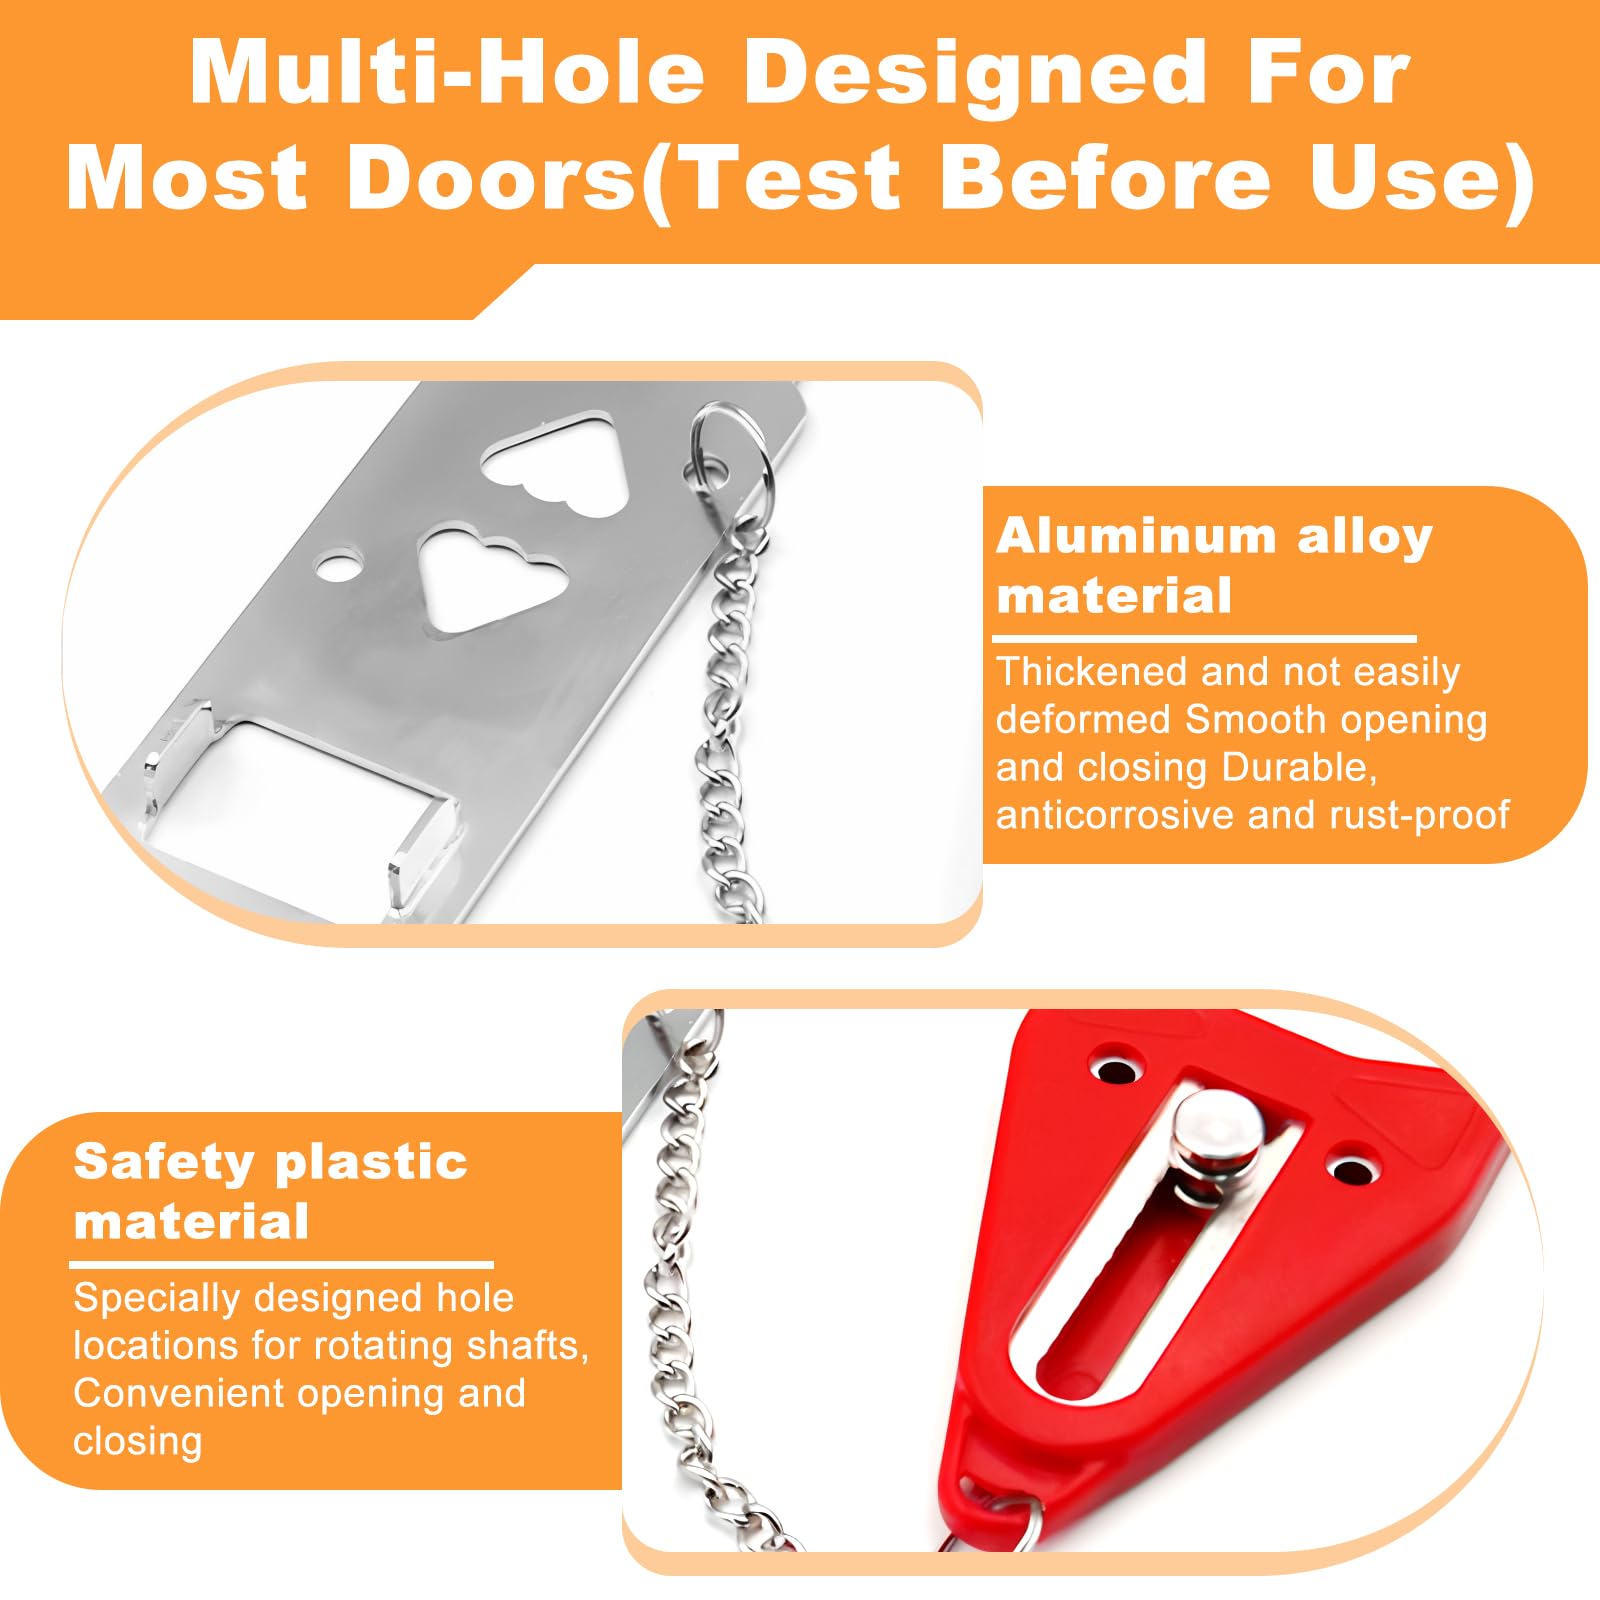 Multi-Hole Designed For
Most Doors(Test Before Use)
Aluminum alloy
material
Thickened and not easily
deformed Smooth opening
and closing Durable,
anticorrosive and rust-proof
Safety plastic
material
Specially designed hole
locations for rotating shafts,
Convenient opening and
closing